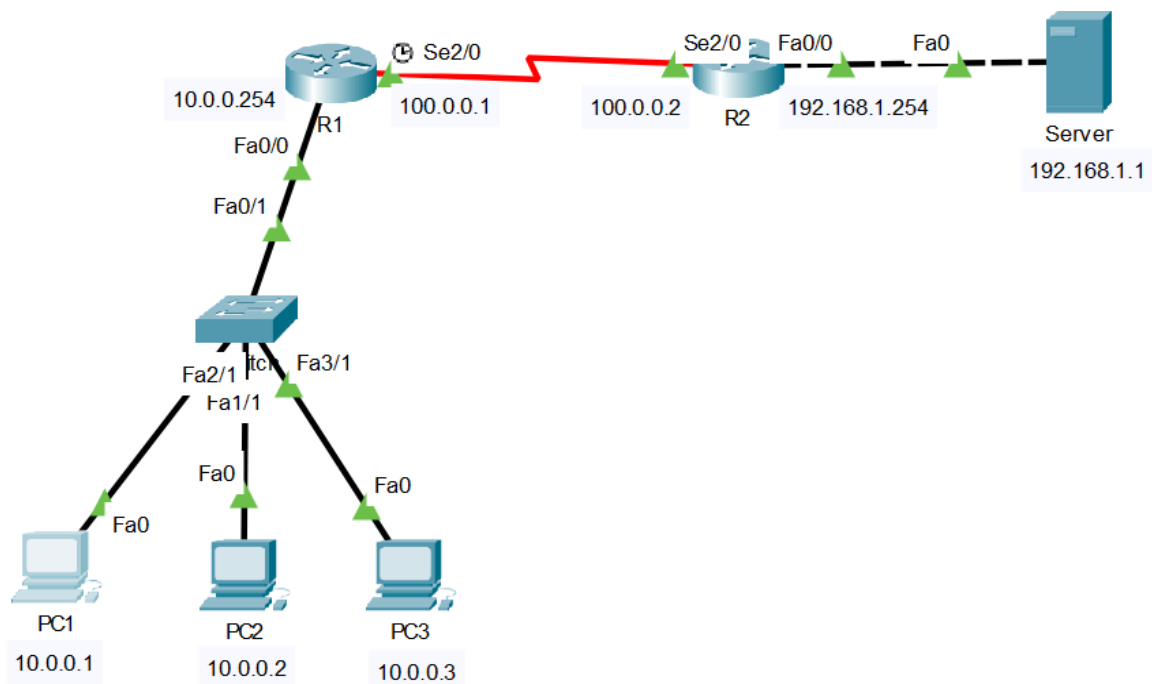 Se2/0
Se2/0
Fa0/0
Fa0
10.0.0.254
100.0.0.1
100.0.0.2
192.168.1.254
R1
R2
Server
192.168.1.1
Fa0/0
Fa0/1
Fa2/1
Fa3/1
Fa1/1
Fa0
Fa0
Fa0
PC1
PC2
PC3
10.0.0.1
10.0.0.2
10.0.0.3